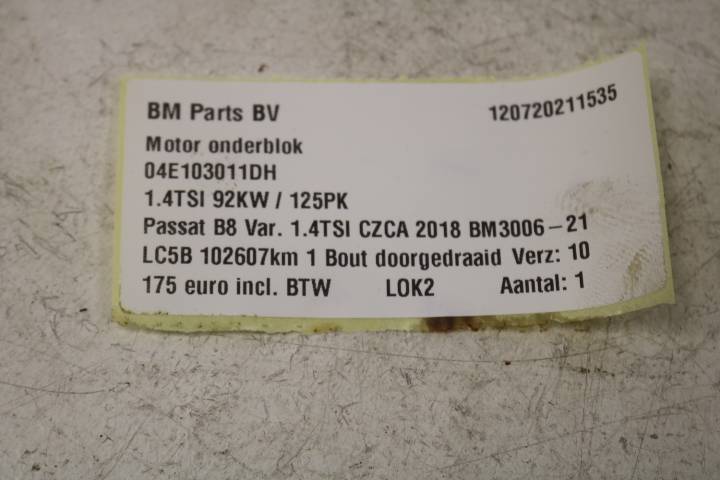 BM Parts BV 120720211535
Motor onderblok
04E103011DH
1.4TSI 92KW / 125PK
Passat B8 Var. 1.4TSI CZCA 2018 BM3006-21
LC5B 102607km 1 Bout doorgedraaid Verz: 10
175 euro incl. BTW LOK2 Aantal: 1